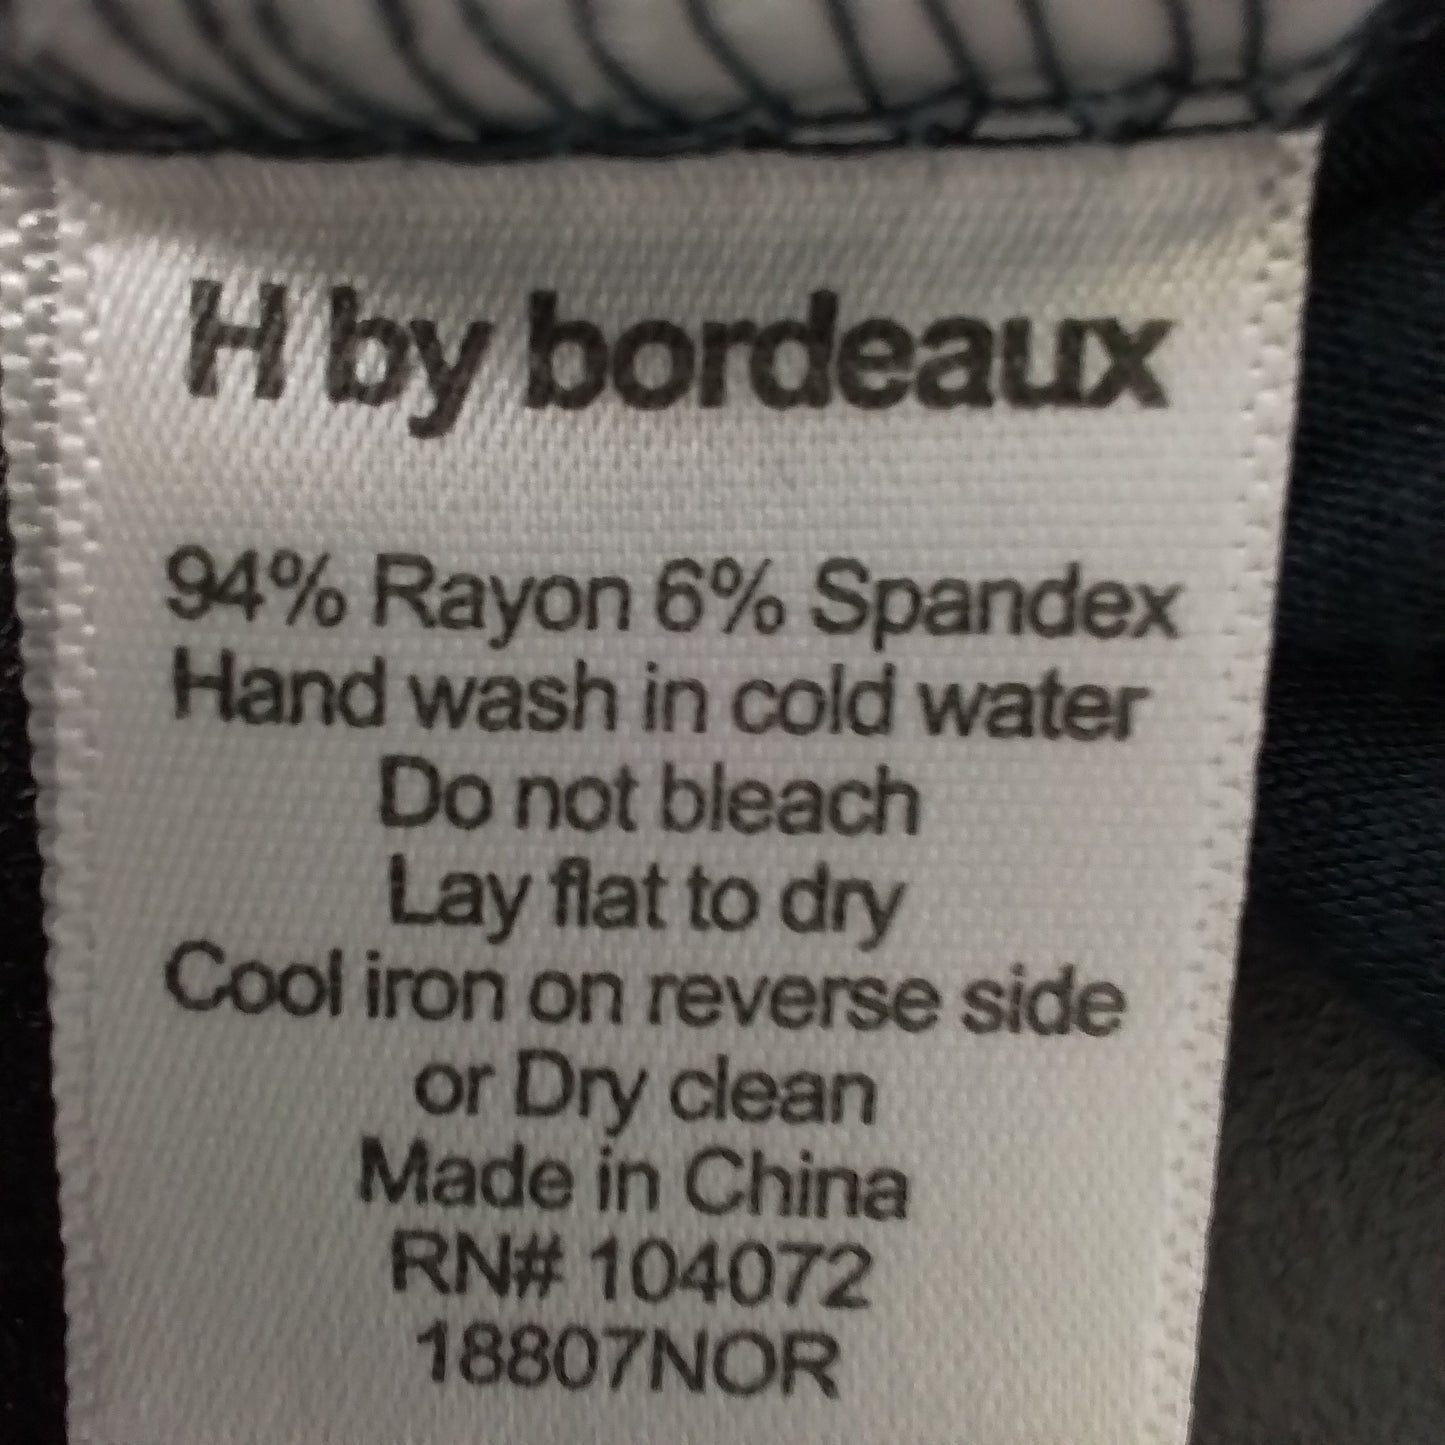 H by bordeaux
94% Rayon 6% Spandex
Hand wash in cold water
Do not bleach
Lay flat to dry
Cool iron on reverse side
or Dry clean
Made in China
RN# 104072
18807NOR